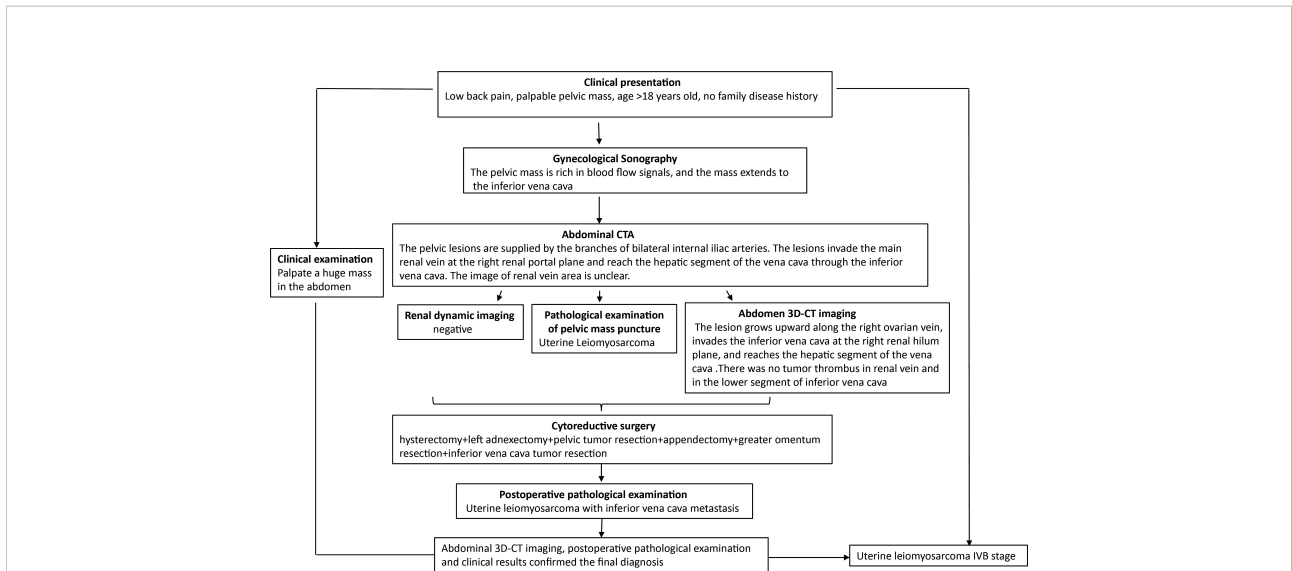 Clinical presentation
Low back pain, palpable pelvic mass, age >18 years old, no family disease history
Gynecological Sonography
The pelvic mass is rich in blood flow signals, and the mass extends to
the inferior vena cava
Abdominal CTA
The pelvic lesions are supplied by the branches of bilateral internal iliac arteries. The lesions invade the main
renal vein at the right renal portal plane and reach the hepatic segment of the vena cava through the inferior
vena cava. The image of renal vein area is unclear.
Clinical examination
Palpate a huge mass
in the abdomen
Renal dynamic imaging
negative
Pathological examination
of pelvic mass puncture
Uterine Leiomyosarcoma
Abdomen 3D-CT imaging
The lesion grows upward along the right ovarian vein,
invades the inferior vena cava at the right renal hilum
plane, and reaches the hepatic segment of the vena
cava .There was no tumor thrombus in renal vein and
in the lower segment of inferior vena cava
Cytoreductive surgery
hysterectomy+left adnexectomy+pelvic tumor resection+appendectomy+greater omentum
resection+inferior vena cava tumor resection
Postoperative pathological examination
Uterine leiomyosarcoma with inferior vena cava metastasis
Abdominal 3D-CT imaging, postoperative pathological examination
and clinical results confirmed the final diagnosis
Uterine leiomyosarcoma IVB stage